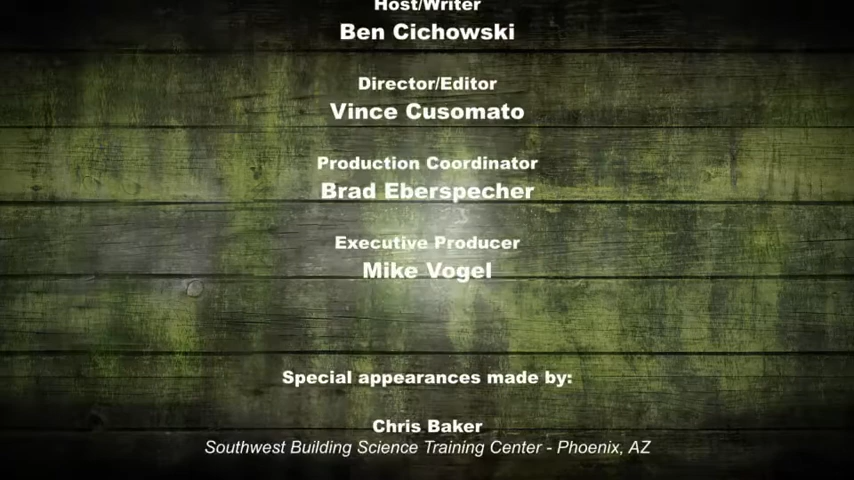 Host/Writer
Ben Cichowski
Director/Editor
Vince Cusomato
Production Coordinator
Brad Eberspecher
Executive Producer
Mike Vogel
Special appearances made by:
Chris Baker
Southwest Building Science Training Center - Phoenix, AZ